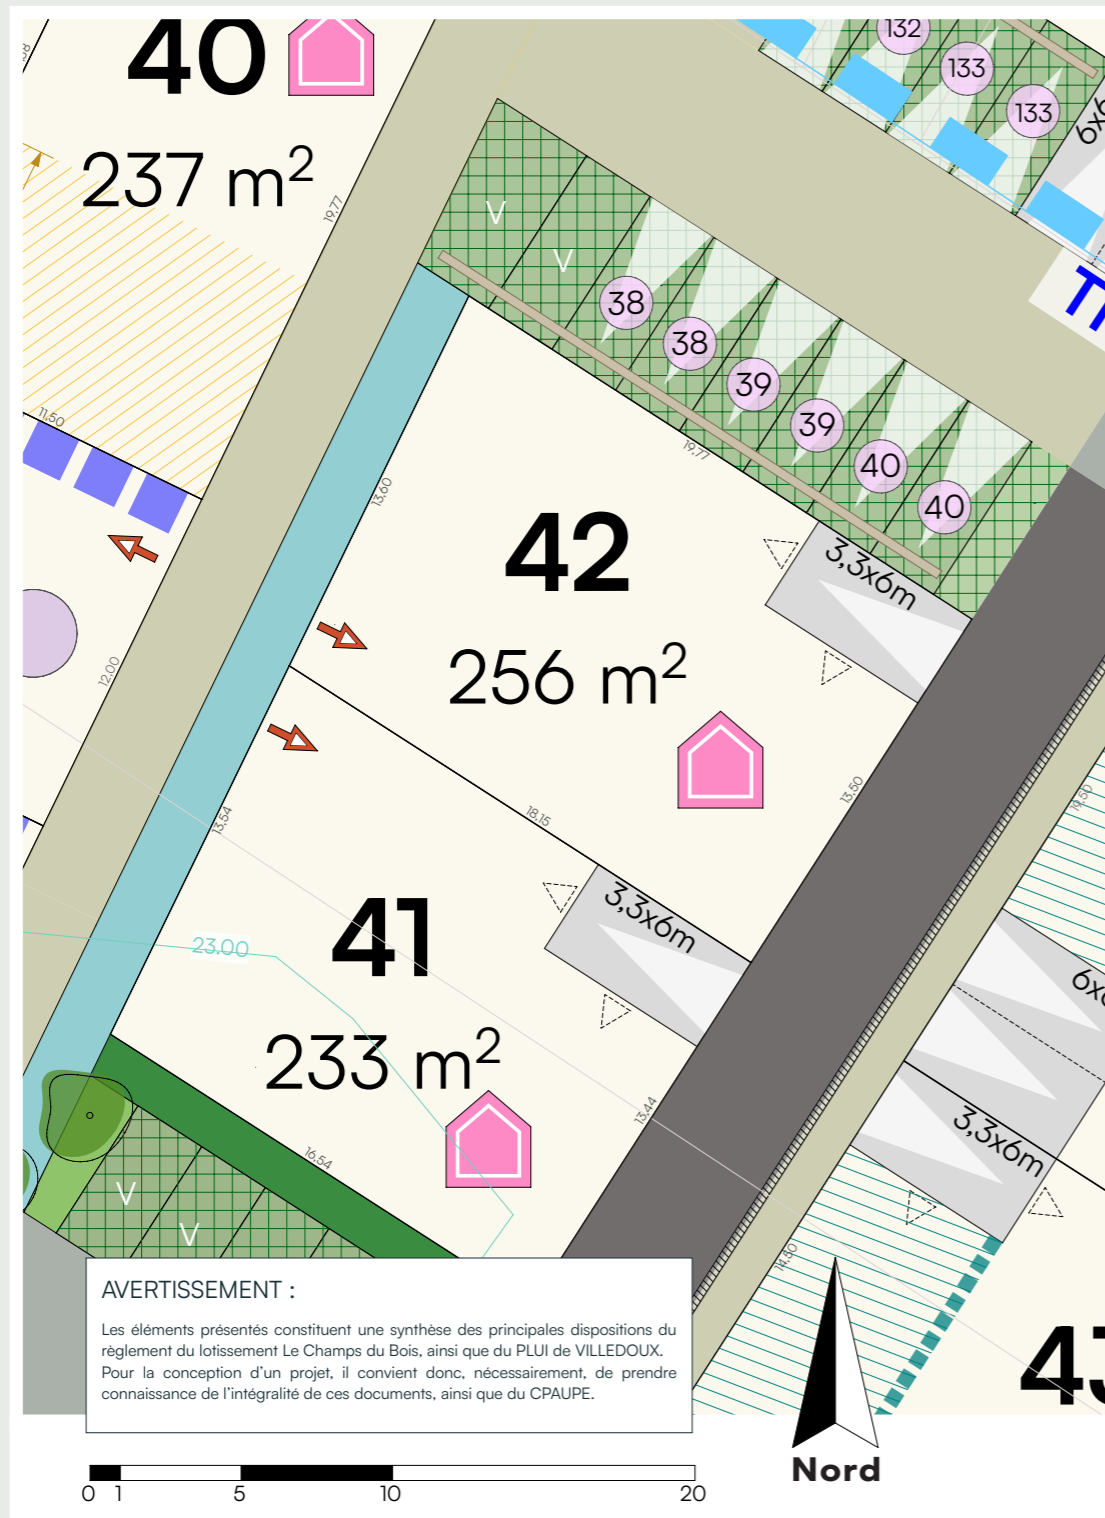 40
237 m²
132
133
133
19,77
V
V
11,50
38
38
39
39
40
40
19,77
13,60
42
3,3x6m
256 m²
12,00
13,50
13,54
18,15
19,50
41
3,3x6m
23.00
6x6
233 m²
13,44
3,3x6m
16,54
V
V
14,50
AVERTISSEMENT :
Les éléments présentés constituent une synthèse des principales dispositions du
règlement du lotissement Le Champs du Bois, ainsi que du PLUI de VILLEDOUX.
Pour la conception d’un projet, il convient donc, nécessairement, de prendre
connaissance de l’intégralité de ces documents, ainsi que du CPAUPE.
Nord
0 1 5 10 20